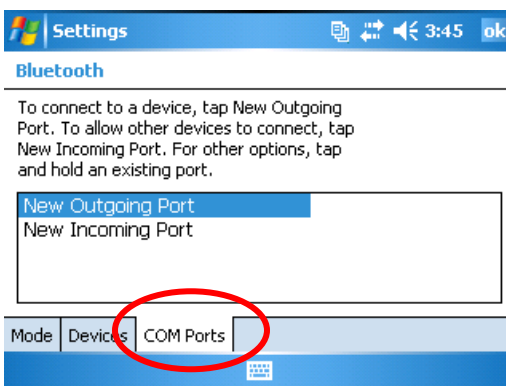 Settings 3:45 ok
Bluetooth
To connect to a device, tap New Outgoing
Port. To allow other devices to connect, tap
New Incoming Port. For other options, tap
and hold an existing port.
New Outgoing Port
New Incoming Port
Mode Devices COM Ports